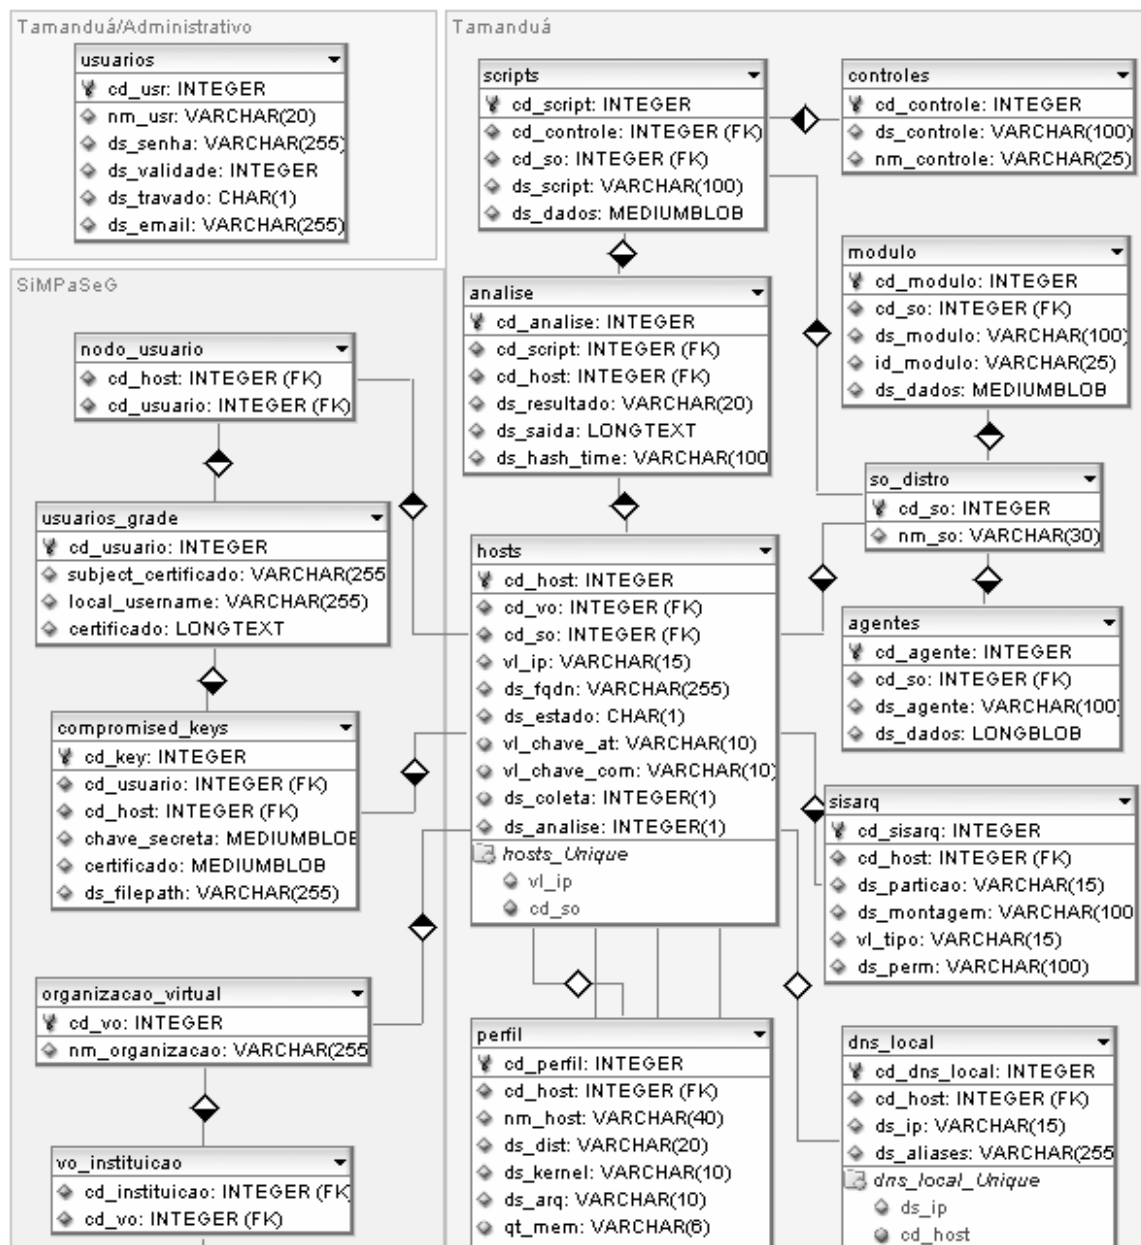 Tamanduá/Administrativo
usuarios
cd_usr: INTEGER
nm_usr: VARCHAR(20)
ds_senha: VARCHAR(255)
ds_validade: INTEGER
ds_travado: CHAR(1)
ds_email: VARCHAR(255)
SiMPaSeG
nodo_usuario
cd_host: INTEGER (FK)
cd_usuario: INTEGER (FK)
usuarios_grade
cd_usuario: INTEGER
subject_certificado: VARCHAR(255
local_username: VARCHAR(255)
certificado: LONGTEXT
compromised_keys
cd_key: INTEGER
cd_usuario: INTEGER (FK)
cd_host: INTEGER (FK)
chave_secreta: MEDIUMBLOB
certificado: MEDIUMBLOB
ds_filepath: VARCHAR(255)
organizacao_virtual
cd_vo: INTEGER
nm_organizacao: VARCHAR(255
vo_instituicao
cd_instituicao: INTEGER (FK)
cd_vo: INTEGER (FK)
Tamanduá
scripts
cd_script: INTEGER
cd_controle: INTEGER (FK)
cd_so: INTEGER (FK)
ds_script: VARCHAR(100)
ds_dados: MEDIUMBLOB
analise
cd_analise: INTEGER
cd_script: INTEGER (FK)
cd_host: INTEGER (FK)
ds_resultado: VARCHAR(20)
ds_saida: LONGTEXT
ds_hash_time: VARCHAR(100
hosts
cd_host: INTEGER
cd_vo: INTEGER (FK)
cd_so: INTEGER (FK)
vl_ip: VARCHAR(15)
ds_fqdn: VARCHAR(255)
ds_estado: CHAR(1)
vl_chave_at: VARCHAR(10)
vl_chave_com: VARCHAR(10)
ds_coleta: INTEGER(1)
ds_analise: INTEGER(1)
hosts_Unique
vl_ip
cd_so
perfil
cd_perfil: INTEGER
cd_host: INTEGER (FK)
nm_host: VARCHAR(40)
ds_dist: VARCHAR(20)
ds_kernel: VARCHAR(10)
ds_arq: VARCHAR(10)
qt_mem: VARCHAR(6)
controles
cd_controle: INTEGER
ds_controle: VARCHAR(100)
nm_controle: VARCHAR(25)
modulo
cd_modulo: INTEGER
cd_so: INTEGER (FK)
ds_modulo: VARCHAR(100)
id_modulo: VARCHAR(25)
ds_dados: MEDIUMBLOB
so_distro
cd_so: INTEGER
nm_so: VARCHAR(30)
agentes
cd_agente: INTEGER
cd_so: INTEGER (FK)
ds_agente: VARCHAR(100)
ds_dados: LONGBLOB
sisarq
cd_sisarq: INTEGER
cd_host: INTEGER (FK)
ds_particao: VARCHAR(15)
ds_montagem: VARCHAR(100
vl_tipo: VARCHAR(15)
ds_perm: VARCHAR(100)
dns_local
cd_dns_local: INTEGER
cd_host: INTEGER (FK)
ds_ip: VARCHAR(15)
ds_aliases: VARCHAR(255
dns_local_Unique
ds_ip
cd_host